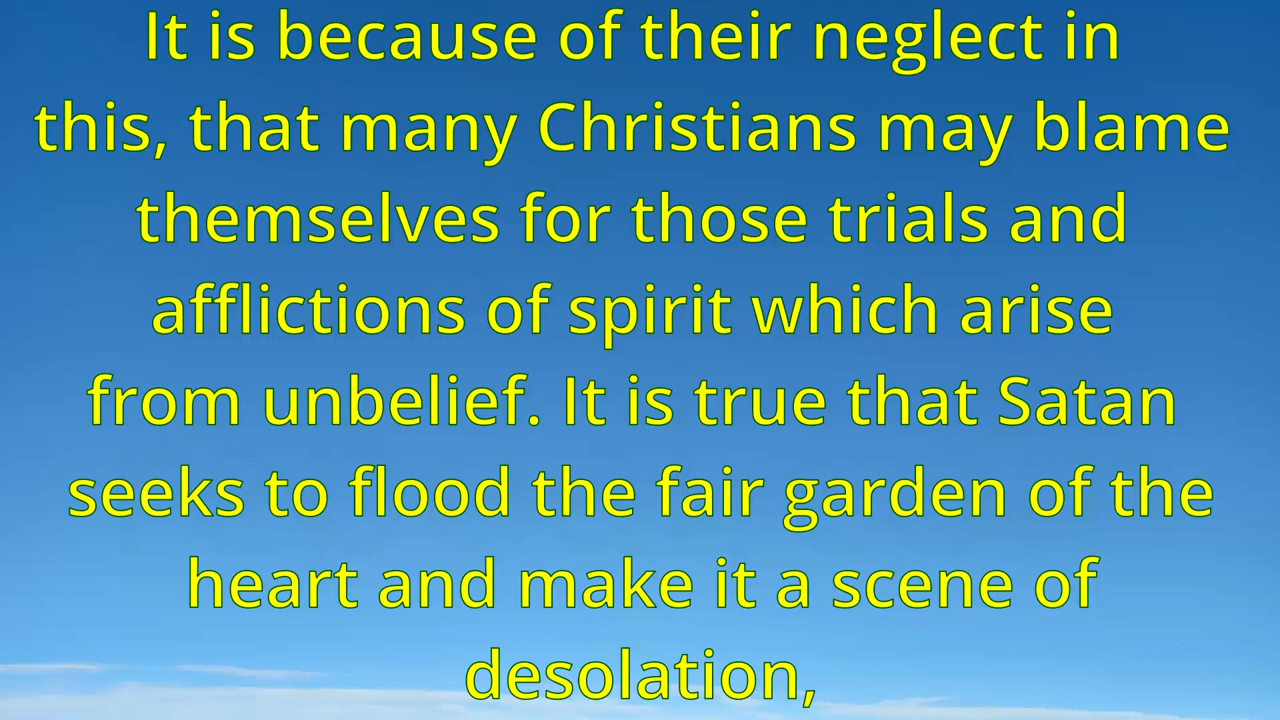 It is because of their neglect in
this, that many Christians may blame
themselves for those trials and
afflictions of spirit which arise
from unbelief. It is true that Satan
seeks to flood the fair garden of the
heart and make it a scene of
desolation,